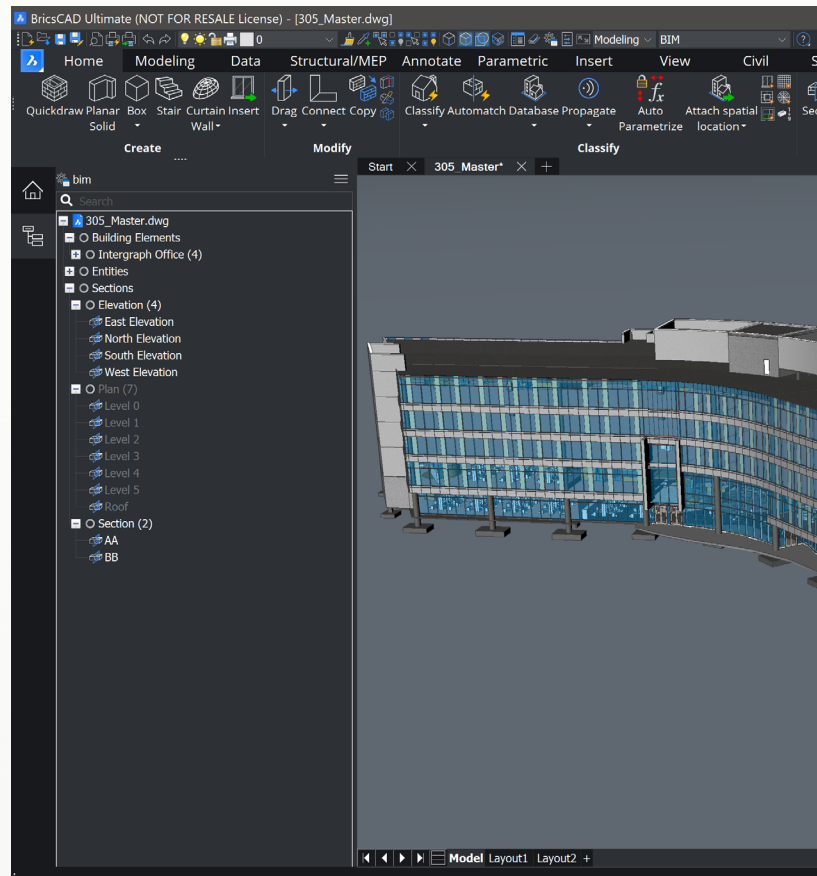 BricsCAD Ultimate (NOT FOR RESALE License) - [305_Master.dwg]
0 Modeling BIM
Home Modeling Data Structural/MEP Annotate Parametric Insert View Civil S
Quickdraw Planar Solid Box Stair Curtain Wall Insert Drag Connect Copy Classify Automatch Database Propagate Auto Parametrize Attach spatial location Sec
Create Modify Classify
Start 305_Master*
bim
Search
305_Master.dwg
Building Elements
Intergraph Office (4)
Entities
Sections
Elevation (4)
East Elevation
North Elevation
South Elevation
West Elevation
Plan (7)
Level 0
Level 1
Level 2
Level 3
Level 4
Level 5
Roof
Section (2)
AA
BB
Model Layout1 Layout2 +